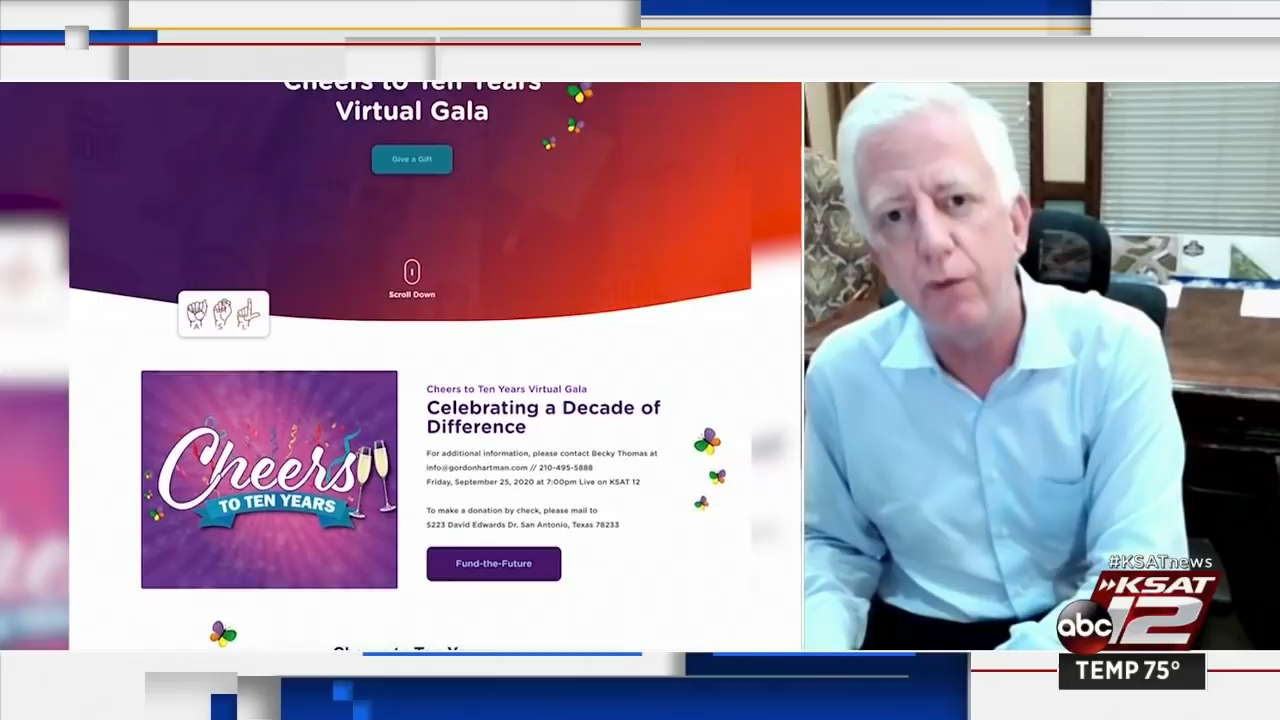 Cheers to Ten Years
Virtual Gala
Give a Gift
Scroll Down
A S L
Cheers
TO TEN YEARS
Cheers to Ten Years Virtual Gala
Celebrating a Decade of
Difference
For additional information, please contact Becky Thomas at
info@gordonhartman.com // 210-495-5888
Friday, September 25, 2020 at 7:00pm Live on KSAT 12
To make a donation by check, please mail to
5223 David Edwards Dr. San Antonio, Texas 78233
Fund-the-Future
#KSATnews
KSAT
abc 12
TEMP 75°